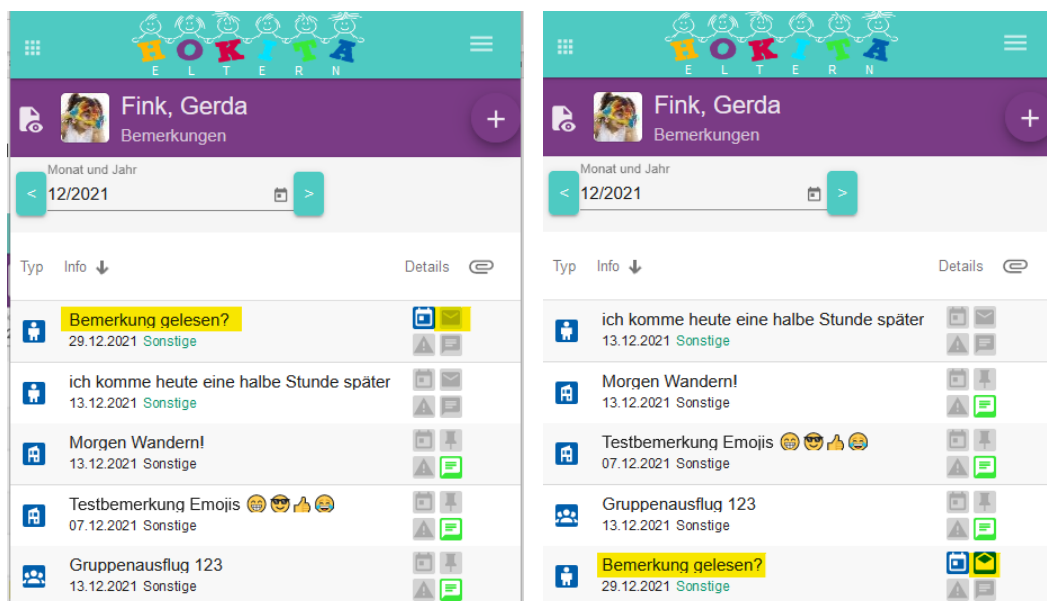 HOKITA
ELTERN
Fink, Gerda
Bemerkungen
+
Monat und Jahr
< 12/2021 >
Typ Info Details
Bemerkung gelesen?
29.12.2021 Sonstige
ich komme heute eine halbe Stunde später
13.12.2021 Sonstige
Morgen Wandern!
13.12.2021 Sonstige
Testbemerkung Emojis 😁😎👍😂
07.12.2021 Sonstige
Gruppenausflug 123
13.12.2021 Sonstige
HOKITA
ELTERN
Fink, Gerda
Bemerkungen
+
Monat und Jahr
< 12/2021 >
Typ Info Details
ich komme heute eine halbe Stunde später
13.12.2021 Sonstige
Morgen Wandern!
13.12.2021 Sonstige
Testbemerkung Emojis 😁😎👍😂
07.12.2021 Sonstige
Gruppenausflug 123
13.12.2021 Sonstige
Bemerkung gelesen?
29.12.2021 Sonstige